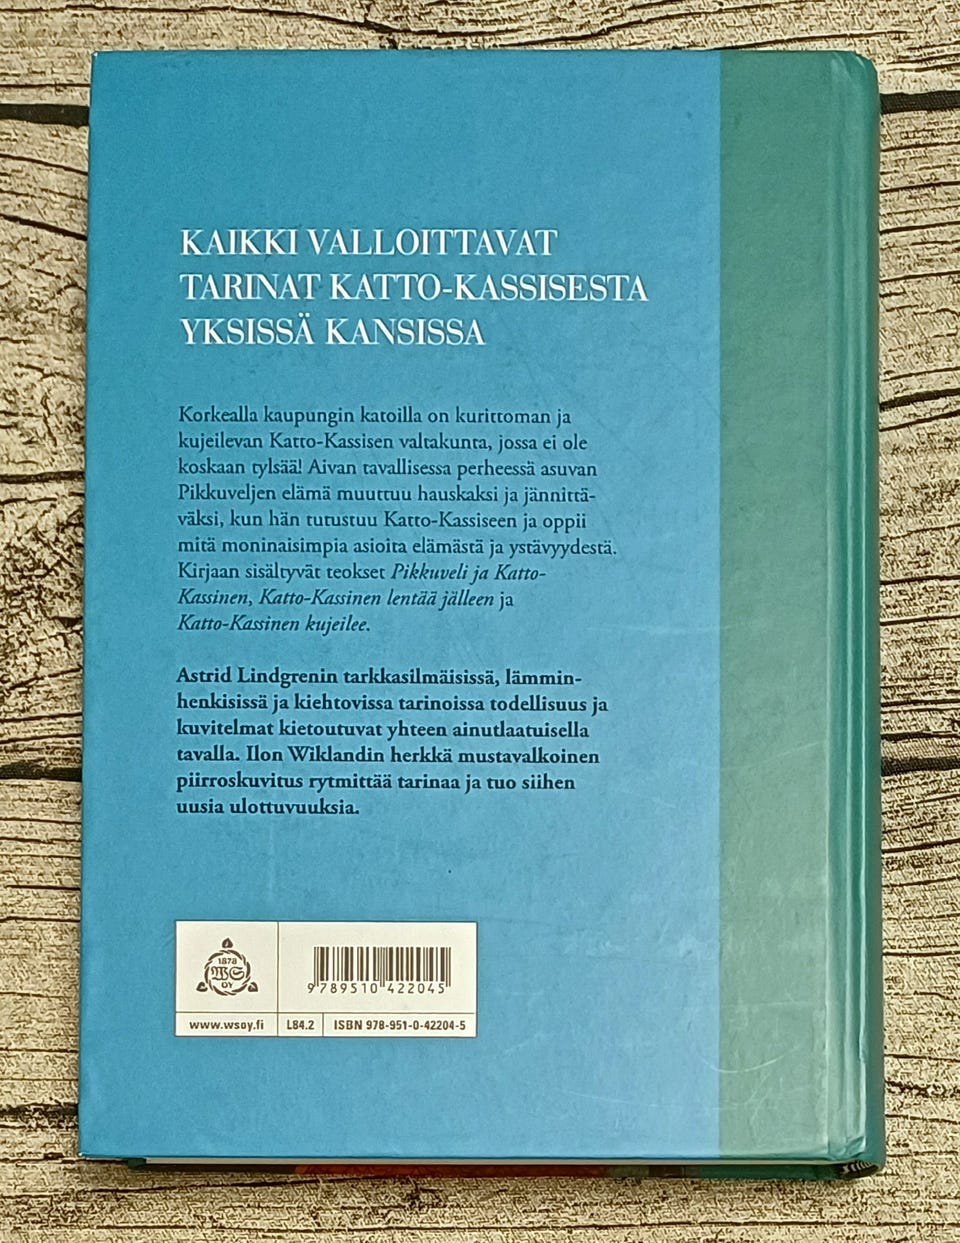 KAIKKI VALLOITTAVAT
TARINAT KATTO-KASSISESTA
YKSISSÄ KANSISSA
Korkealla kaupungin katoilla on kurittoman ja
kujeilevan Katto-Kassisen valtakunta, jossa ei ole
koskaan tylsää! Aivan tavallisessa perheessä asuvan
Pikkuveljen elämä muuttuu hauskaksi ja jännittä-
väksi, kun hän tutustuu Katto-Kassiseen ja oppii
mitä moninaisimpia asioita elämästä ja ystävyydestä.
Kirjaan sisältyvät teokset Pikkuveli ja Katto-
Kassinen, Katto-Kassinen lentää jälleen ja
Katto-Kassinen kujeilee.
Astrid Lindgrenin tarkkasilmäisissä, lämmin-
henkisissä ja kiehtovissa tarinoissa todellisuus ja
kuvitelmat kietoutuvat yhteen ainutlaatuisella
tavalla. Ilon Wiklandin herkkä mustavalkoinen
piirroskuvitus rytmittää tarinaa ja tuo siihen
uusia ulottuvuuksia.
1878
WS
OY
9 789510 422045
www.wsoy.fi L84.2 ISBN 978-951-0-42204-5